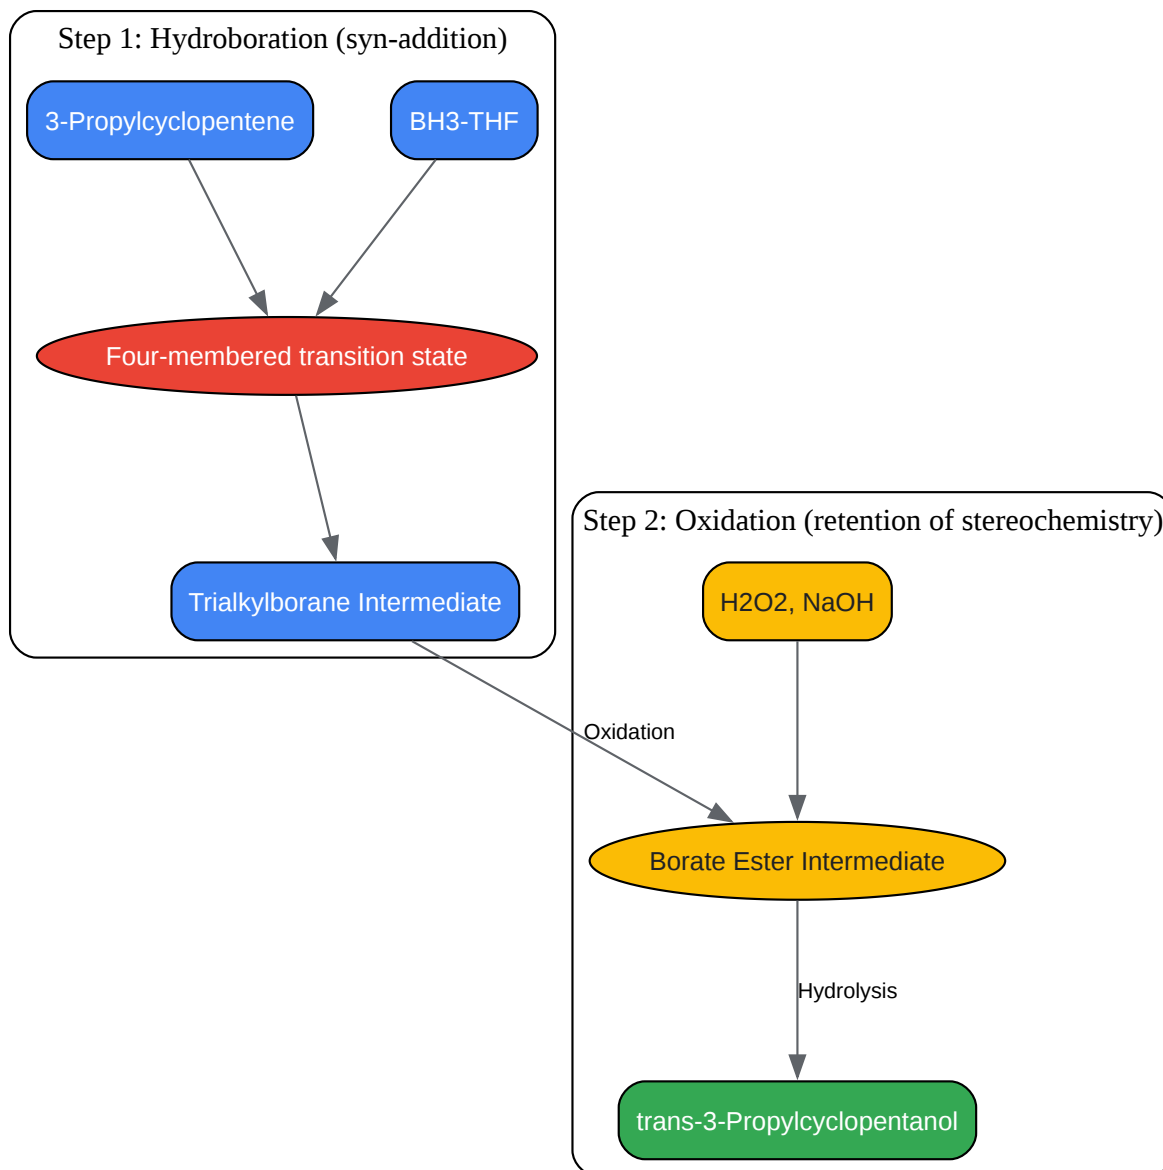 Step 1: Hydroboration (syn-addition)
3-Propylcyclopentene
BH3-THF
Four-membered transition state
Trialkylborane Intermediate
Step 2: Oxidation (retention of stereochemistry)
H2O2, NaOH
Oxidation
Borate Ester Intermediate
Hydrolysis
trans-3-Propylcyclopentanol